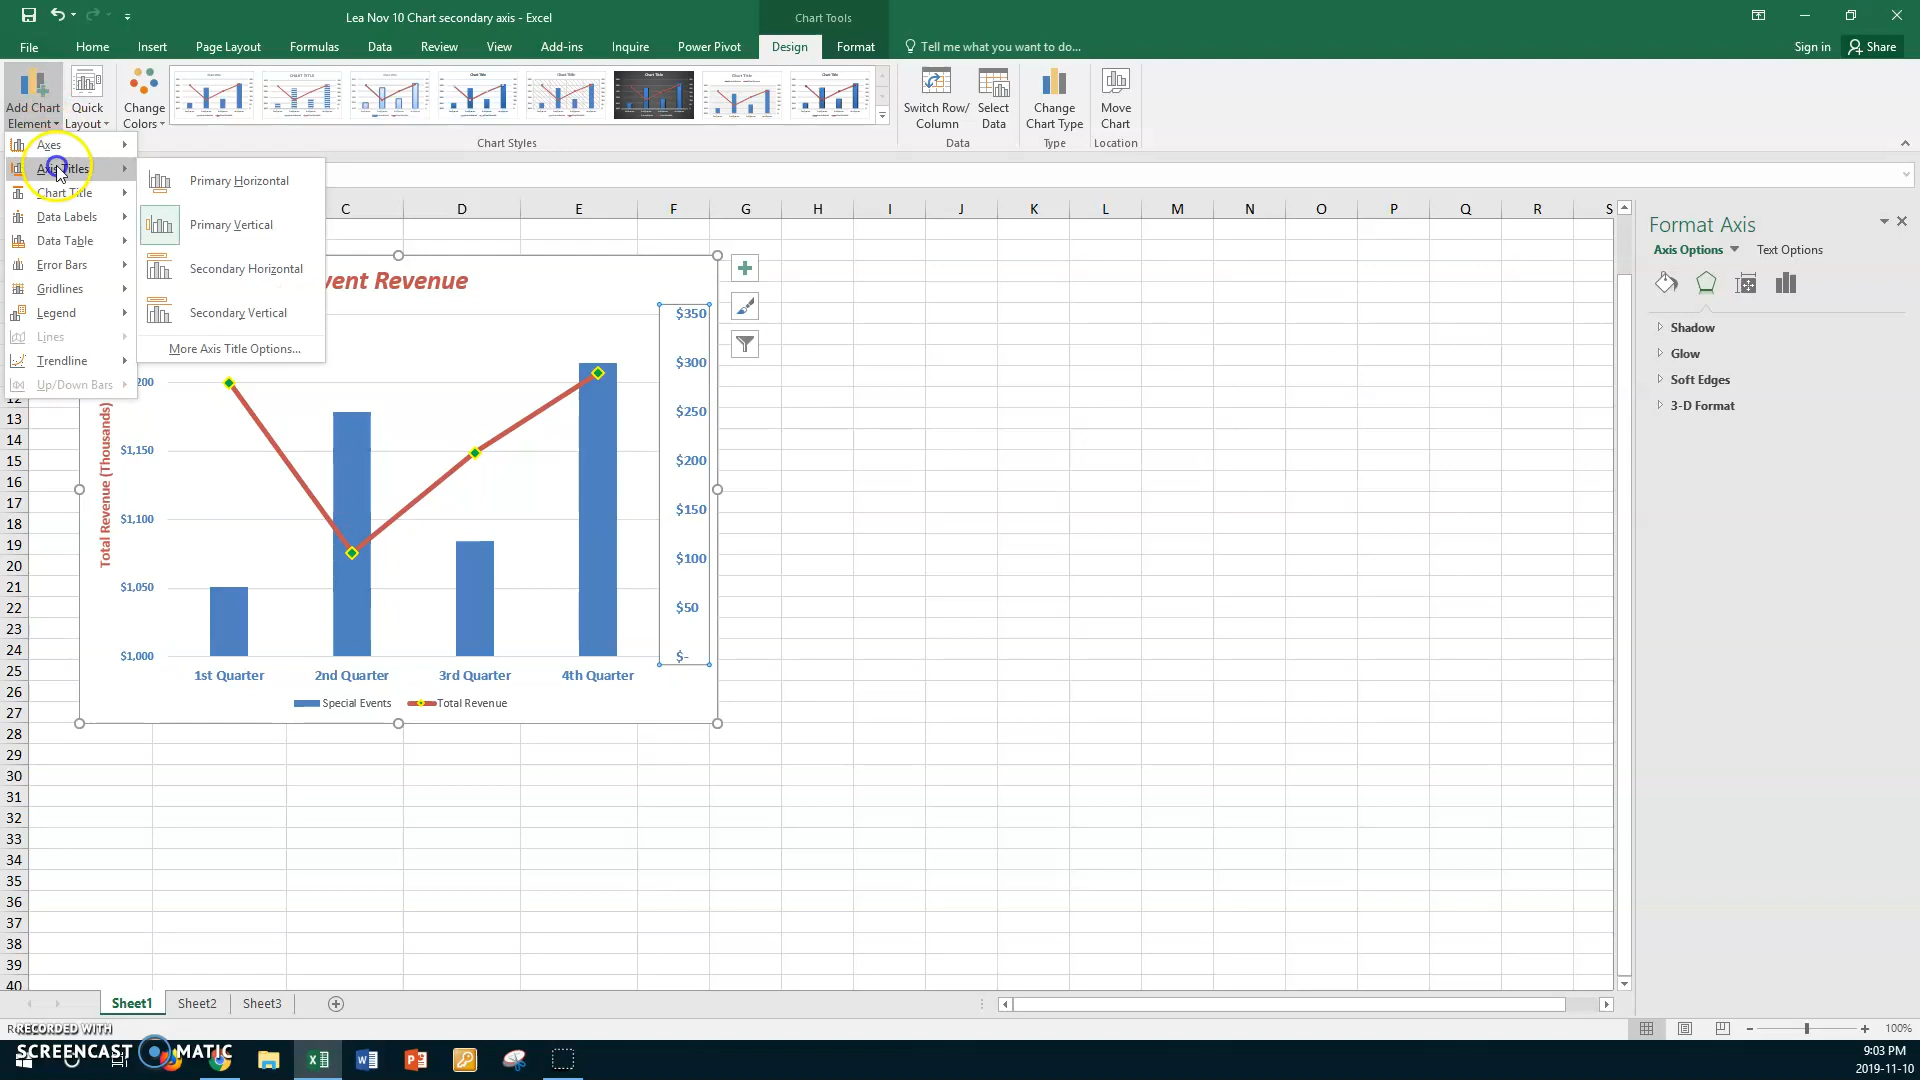 Lea Nov 10 Chart secondary axis - Excel
Chart Tools
File Home Insert Page Layout Formulas Data Review View Add-ins Inquire Power Pivot Design Format Tell me what you want to do... Sign in Share
Add Chart Element
Quick Layout
Change Colors
Switch Row/ Column
Select Data
Change Chart Type
Move Chart
Chart Styles
Data
Type
Location
Axes
Axis Titles
Chart Title
Data Labels
Data Table
Error Bars
Gridlines
Legend
Lines
Trendline
Up/Down Bars
Primary Horizontal
Primary Vertical
Secondary Horizontal
Secondary Vertical
More Axis Title Options...
C D E F G H I J K L M N O P Q R S
12
13
14
15
16
17
18
19
20
21
22
23
24
25
26
27
28
29
30
31
32
33
34
35
36
37
38
39
40
vent Revenue
Total Revenue (Thousands)
200
$1,150
$1,100
$1,050
$1,000
$350
$300
$250
$200
$150
$100
$50
$-
1st Quarter 2nd Quarter 3rd Quarter 4th Quarter
Special Events Total Revenue
Format Axis
Axis Options Text Options
Shadow
Glow
Soft Edges
3-D Format
Sheet1 Sheet2 Sheet3
100%
RECORDED WITH
SCREENCAST MATIC
9:03 PM
2019-11-10